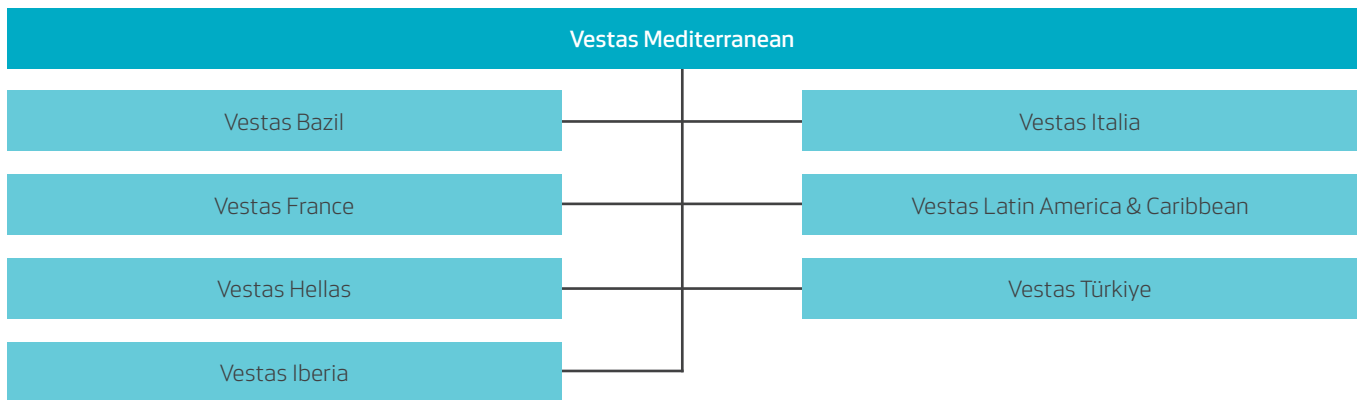 Vestas Mediterranean
Vestas Bazil
Vestas Italia
Vestas France
Vestas Latin America & Caribbean
Vestas Hellas
Vestas Türkiye
Vestas Iberia